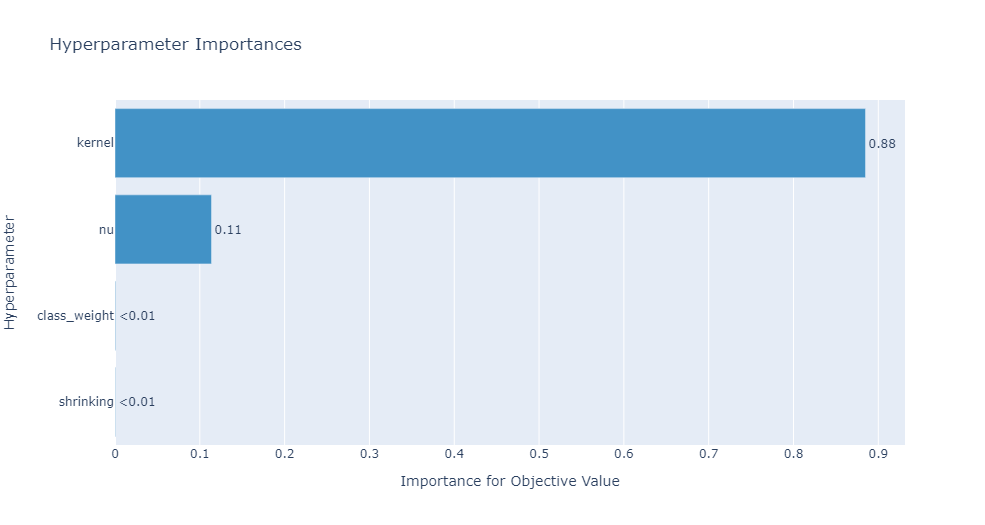 Hyperparameter Importances
kernel
0.88
nu
0.11
class_weight
<0.01
shrinking
<0.01
0 0.1 0.2 0.3 0.4 0.5 0.6 0.7 0.8 0.9
Importance for Objective Value
Hyperparameter